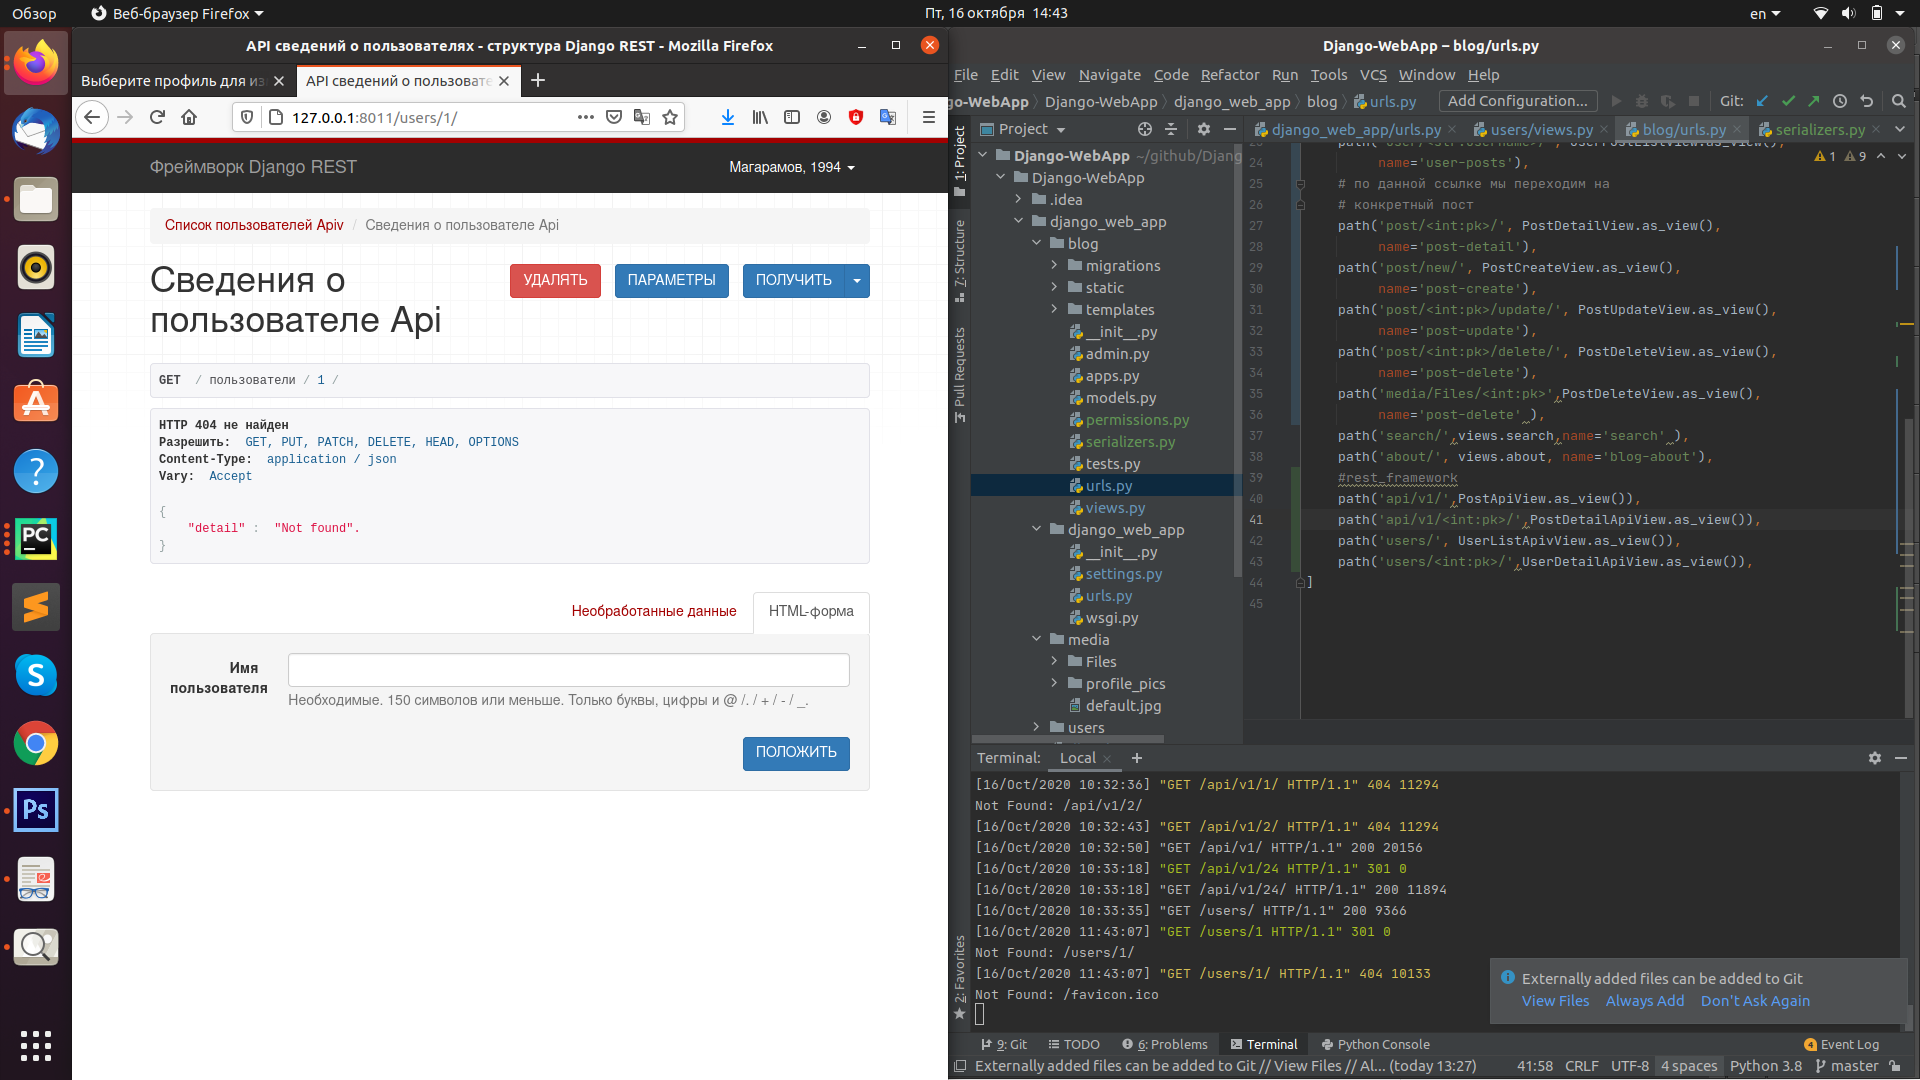 Обзор
Веб-браузер Firefox
Пт, 16 октября 14:43
en
API сведений о пользователях - структура Django REST - Mozilla Firefox
Выберите профиль для из
API сведений о пользовате
127.0.0.1:8011/users/1/
Фреймворк Django REST
Магарамов, 1994
Список пользователей Apiv / Сведения о пользователе Api
Сведения о
пользователе Api
УДАЛЯТЬ
ПАРАМЕТРЫ
ПОЛУЧИТЬ
GET / пользователи / 1 /
HTTP 404 не найден
Разрешить: GET, PUT, PATCH, DELETE, HEAD, OPTIONS
Content-Type: application / json
Vary: Accept
{
"detail" : "Not found".
}
Необработанные данные
HTML-форма
Имя
пользователя
Необходимые. 150 символов или меньше. Только буквы, цифры и @ /. / + / - / _.
ПОЛОЖИТЬ
Django-WebApp – blog/urls.py
File Edit View Navigate Code Refactor Run Tools VCS Window Help
go-WebApp Django-WebApp django_web_app blog urls.py
Add Configuration...
Git:
1: Project
7: Structure
Pull Requests
2: Favorites
Project
Django-WebApp ~/github/Djang
Django-WebApp
.idea
django_web_app
blog
migrations
static
templates
__init__.py
admin.py
apps.py
models.py
permissions.py
serializers.py
tests.py
urls.py
views.py
django_web_app
__init__.py
settings.py
urls.py
wsgi.py
media
Files
profile_pics
default.jpg
users
django_web_app/urls.py
users/views.py
blog/urls.py
serializers.py
1 9
23 path('user/<str:username>/', UserPostListView.as_view(),
24 name='user-posts'),
25 # по данной ссылке мы переходим на
26 # конкретный пост
27 path('post/<int:pk>/', PostDetailView.as_view(),
28 name='post-detail'),
29 path('post/new/', PostCreateView.as_view(),
30 name='post-create'),
31 path('post/<int:pk>/update/', PostUpdateView.as_view(),
32 name='post-update'),
33 path('post/<int:pk>/delete/', PostDeleteView.as_view(),
34 name='post-delete'),
35 path('media/Files/<int:pk>',PostDeleteView.as_view(),
36 name='post-delete' ),
37 path('search/',views.search,name='search' ),
38 path('about/', views.about, name='blog-about'),
39 #rest_framework
40 path('api/v1/',PostApiView.as_view()),
41 path('api/v1/<int:pk>/',PostDetailApiView.as_view()),
42 path('users/', UserListApivView.as_view()),
43 path('users/<int:pk>/',UserDetailApiView.as_view()),
44 ]
45
Terminal: Local
[16/Oct/2020 10:32:36] "GET /api/v1/1/ HTTP/1.1" 404 11294
Not Found: /api/v1/2/
[16/Oct/2020 10:32:43] "GET /api/v1/2/ HTTP/1.1" 404 11294
[16/Oct/2020 10:32:50] "GET /api/v1/ HTTP/1.1" 200 20156
[16/Oct/2020 10:33:18] "GET /api/v1/24 HTTP/1.1" 301 0
[16/Oct/2020 10:33:18] "GET /api/v1/24/ HTTP/1.1" 200 11894
[16/Oct/2020 10:33:35] "GET /users/ HTTP/1.1" 200 9366
[16/Oct/2020 11:43:07] "GET /users/1 HTTP/1.1" 301 0
Not Found: /users/1/
[16/Oct/2020 11:43:07] "GET /users/1/ HTTP/1.1" 404 10133
Not Found: /favicon.ico
Externally added files can be added to Git
View Files Always Add Don't Ask Again
9: Git TODO 6: Problems Terminal Python Console 4 Event Log
Externally added files can be added to Git // View Files // Al... (today 13:27) 41:58 CRLF UTF-8 4 spaces Python 3.8 master